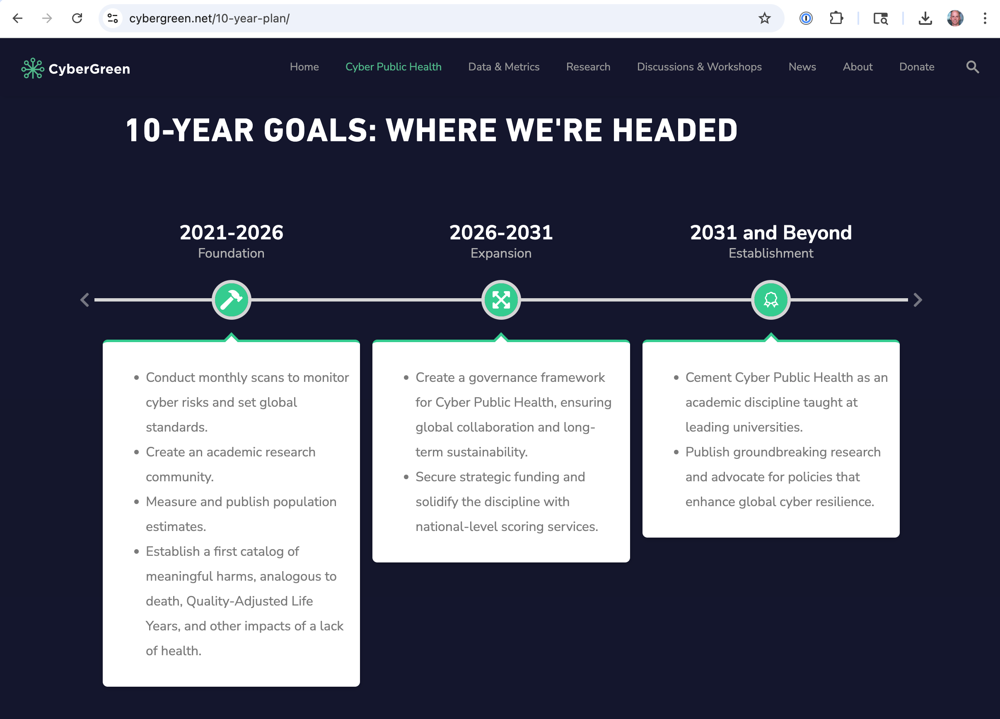 cybergreen.net/10-year-plan/
CyberGreen
Home
Cyber Public Health
Data & Metrics
Research
Discussions & Workshops
News
About
Donate
10-YEAR GOALS: WHERE WE'RE HEADED
2021-2026
Foundation
• Conduct monthly scans to monitor
cyber risks and set global
standards.
• Create an academic research
community.
• Measure and publish population
estimates.
• Establish a first catalog of
meaningful harms, analogous to
death, Quality-Adjusted Life
Years, and other impacts of a lack
of health.
2026-2031
Expansion
• Create a governance framework
for Cyber Public Health, ensuring
global collaboration and long-
term sustainability.
• Secure strategic funding and
solidify the discipline with
national-level scoring services.
2031 and Beyond
Establishment
• Cement Cyber Public Health as an
academic discipline taught at
leading universities.
• Publish groundbreaking research
and advocate for policies that
enhance global cyber resilience.